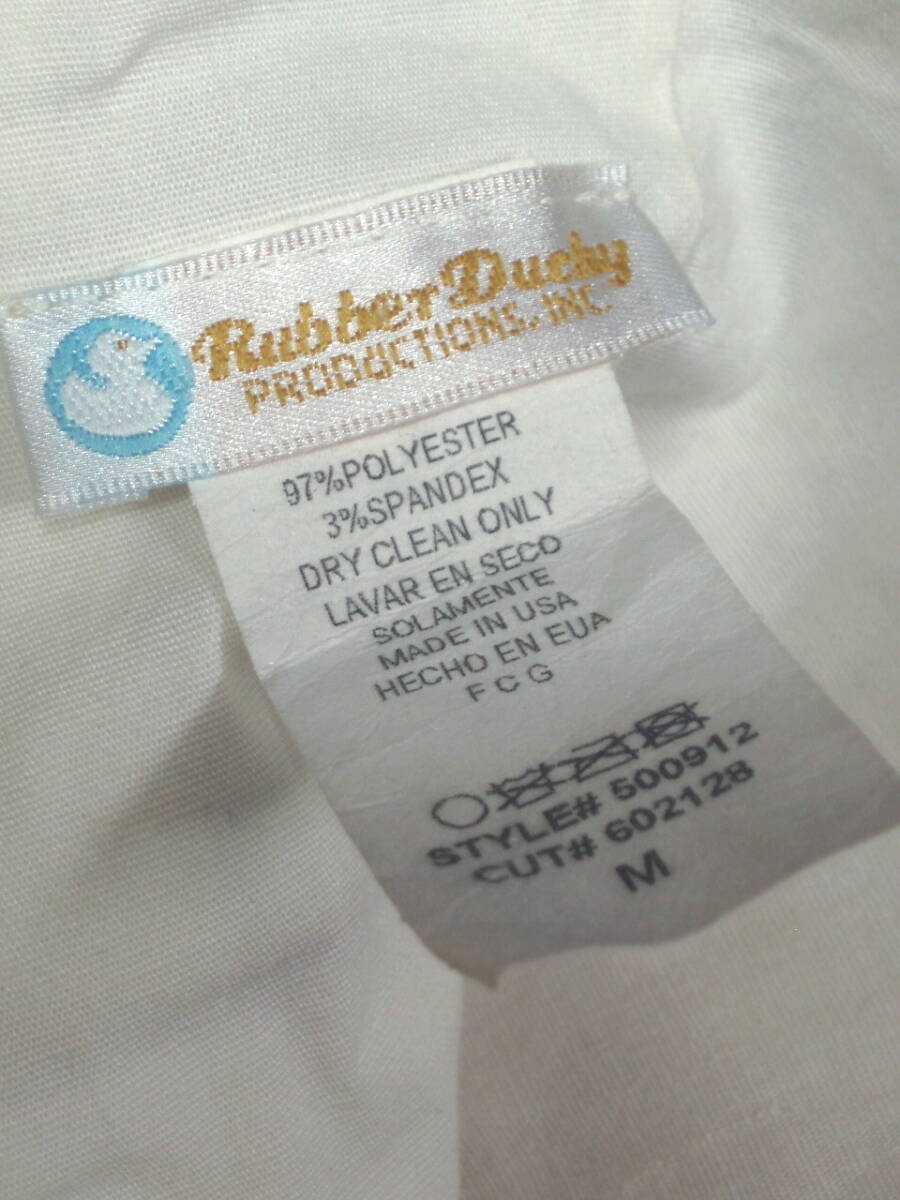 Rubber Ducky
PRODUCTIONS, INC.
97%POLYESTER
3%SPANDEX
DRY CLEAN ONLY
LAVAR EN SECO
SOLAMENTE
MADE IN USA
HECHO EN EUA
F C G
STYLE# 500912
CUT# 602128
M